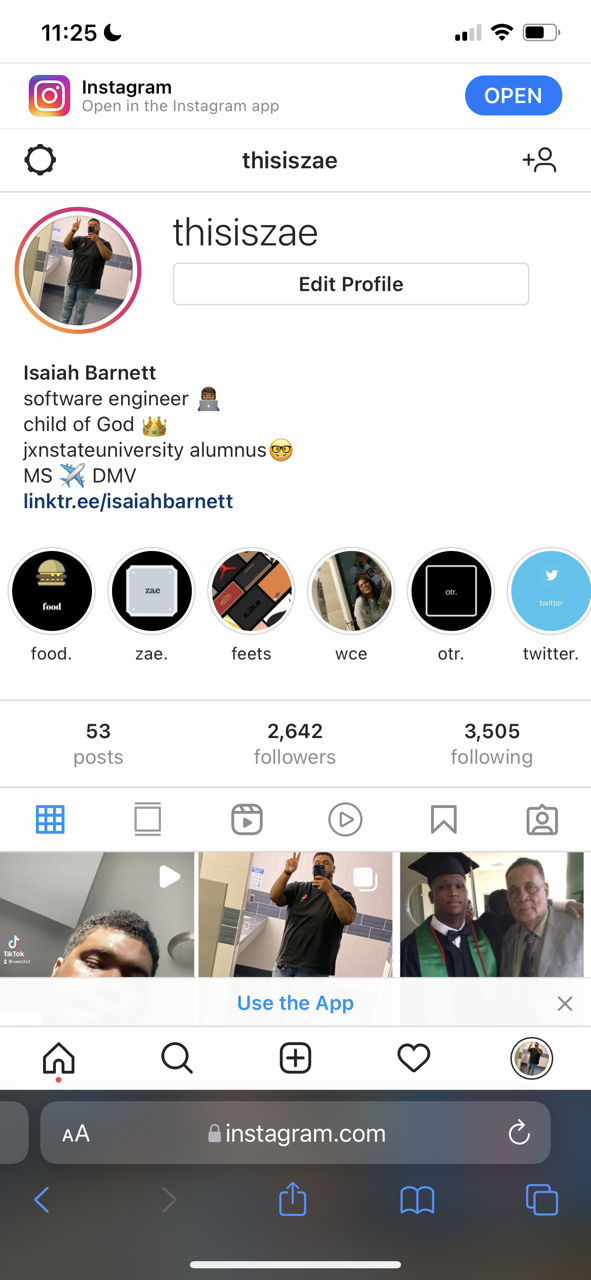 11:25
Instagram
Open in the Instagram app
OPEN
thisiszae
thisiszae
Edit Profile
Isaiah Barnett
software engineer 👨🏾‍💻
child of God 👑
jxnstateuniversity alumnus🤓
MS ✈️ DMV
linktr.ee/isaiahbarnett
food
zae
otr.
twitter
food.
zae.
feets
wce
otr.
twitter.
53
posts
2,642
followers
3,505
following
TikTok
Use the App
AA
instagram.com